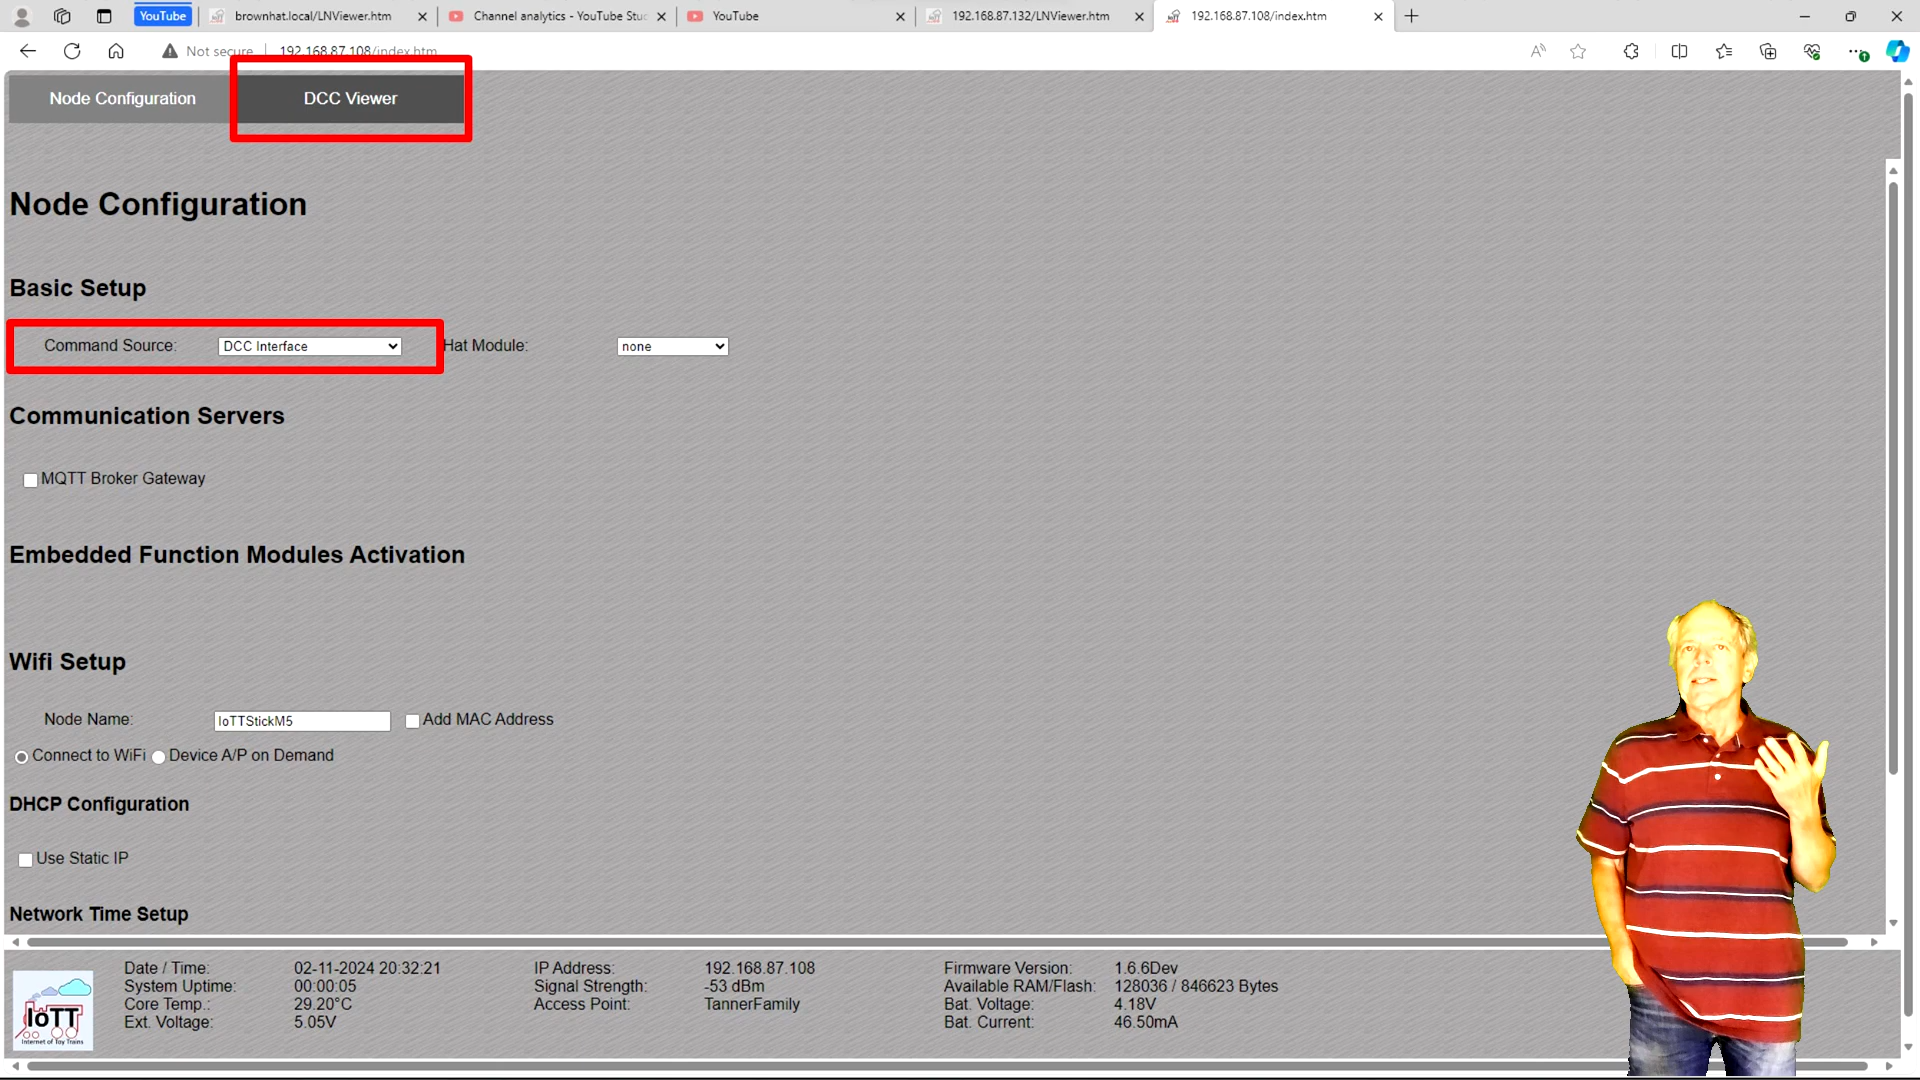 YouTube
brownhat.local/LNViewer.htm
Channel analytics - YouTube Stu
YouTube
192.168.87.132/LNViewer.htm
192.168.87.108/index.htm
Not secure
192.168.87.108/index.htm
Node Configuration
DCC Viewer
Node Configuration
Basic Setup
Command Source: DCC Interface Hat Module: none
Communication Servers
MQTT Broker Gateway
Embedded Function Modules Activation
Wifi Setup
Node Name: IoTTStickM5 Add MAC Address
Connect to WiFi Device A/P on Demand
DHCP Configuration
Use Static IP
Network Time Setup
Date / Time: 02-11-2024 20:32:21 IP Address: 192.168.87.108 Firmware Version: 1.6.6Dev
System Uptime: 00:00:05 Signal Strength: -53 dBm Available RAM/Flash: 128036 / 846623 Bytes
Core Temp.: 29.20°C Access Point: TannerFamily Bat. Voltage: 4.18V
Ext. Voltage: 5.05V Bat. Current: 46.50mA
IoTT
Internet of Toy Trains